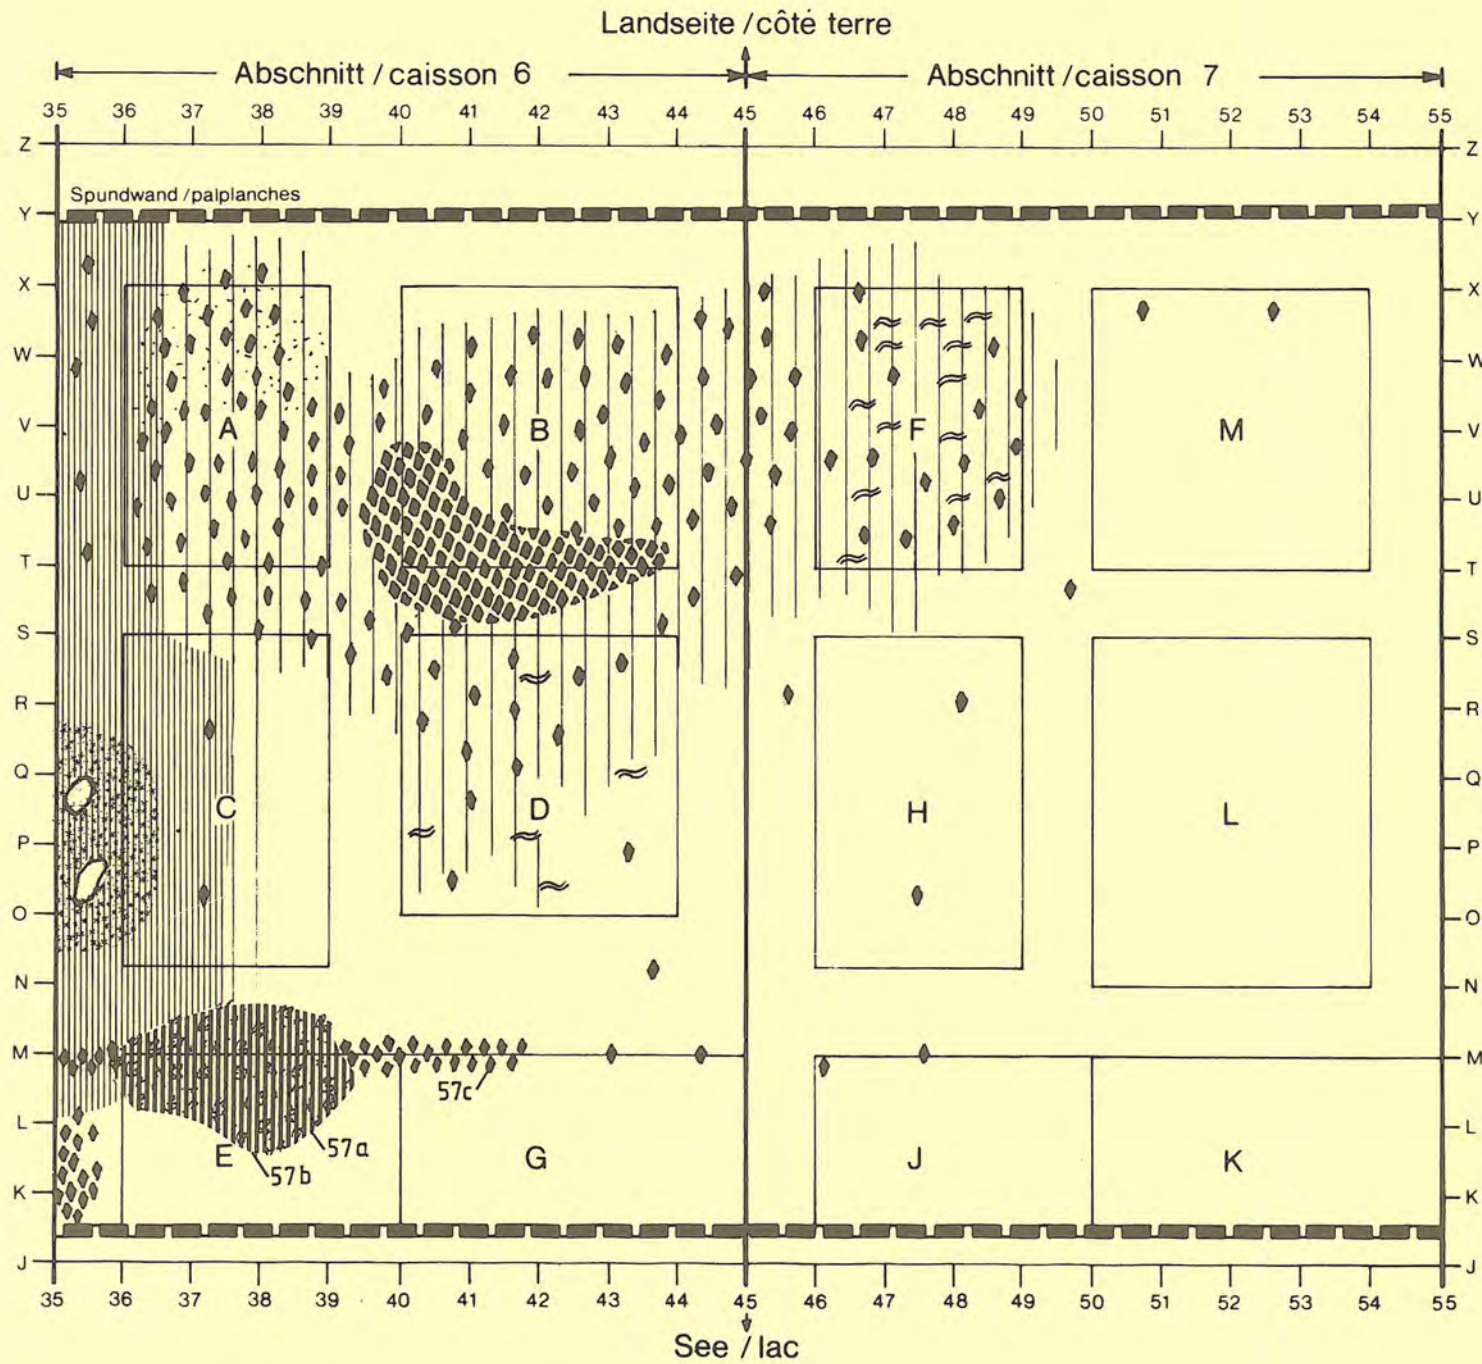 Landseite / côté terre
Abschnitt / caisson 6
Abschnitt / caisson 7
35 36 37 38 39 40 41 42 43 44 45 46 47 48 49 50 51 52 53 54 55
Z Z
Spundwand / palplanches
Y Y
X X
W W
A B F M
V V
U U
T T
S S
R R
Q Q
C D H L
P P
O O
N N
M M
57c
L L
57a
E G J K
57b
K K
J J
35 36 37 38 39 40 41 42 43 44 45 46 47 48 49 50 51 52 53 54 55
See / lac